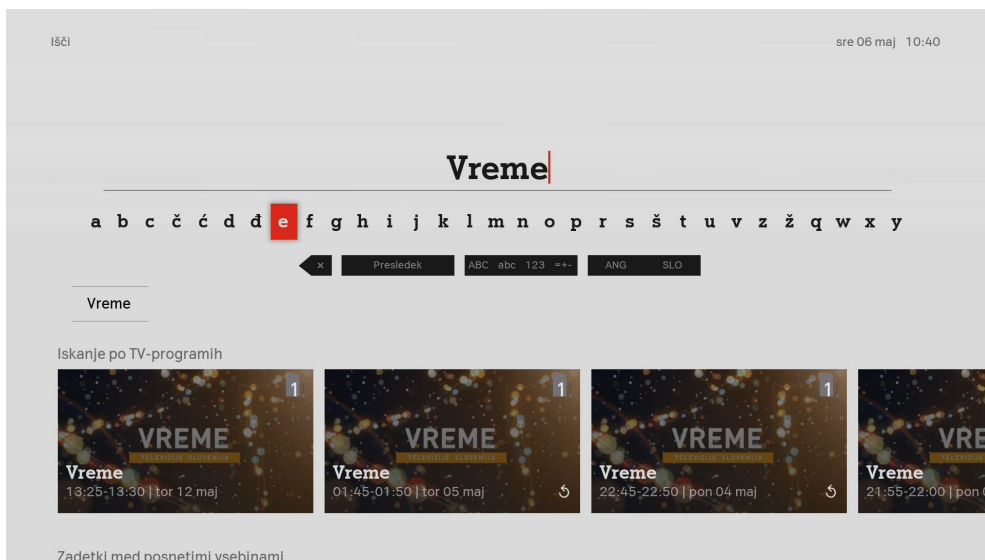 Išči
sre 06 maj 10:40
Vreme
a b c č ć d đ e f g h i j k l m n o p r s š t u v z ž q w x y
× Presledek ABC abc 123 =+- ANG SLO
Vreme
Iskanje po TV-programih
1 1 1
VREME VREME VREME VRE
TELEVIZIJE SLOVENIJA TELEVIZIJE SLOVENIJA TELEVIZIJE SLOVENIJA
Vreme Vreme Vreme Vreme
13:25-13:30 | tor 12 maj 01:45-01:50 | tor 05 maj 22:45-22:50 | pon 04 maj 21:55-22:00 | pon
Zadetki med posnetimi vsebinami